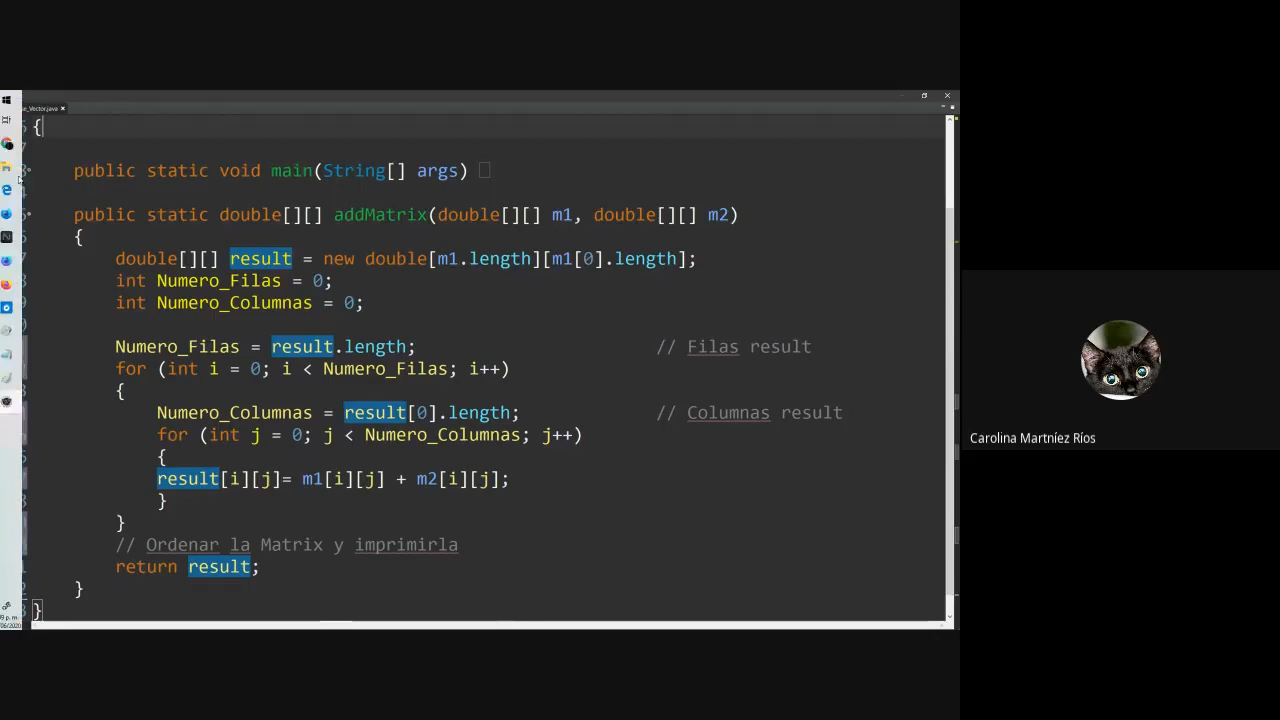 e_Vector.java
{
public static void main(String[] args)
public static double[][] addMatrix(double[][] m1, double[][] m2)
{
double[][] result = new double[m1.length][m1[0].length];
int Numero_Filas = 0;
int Numero_Columnas = 0;
Numero_Filas = result.length; // Filas result
for (int i = 0; i < Numero_Filas; i++)
{
Numero_Columnas = result[0].length; // Columnas result
for (int j = 0; j < Numero_Columnas; j++)
{
result[i][j]= m1[i][j] + m2[i][j];
}
}
// Ordenar la Matrix y imprimirla
return result;
}
}
Carolina Martníez Ríos